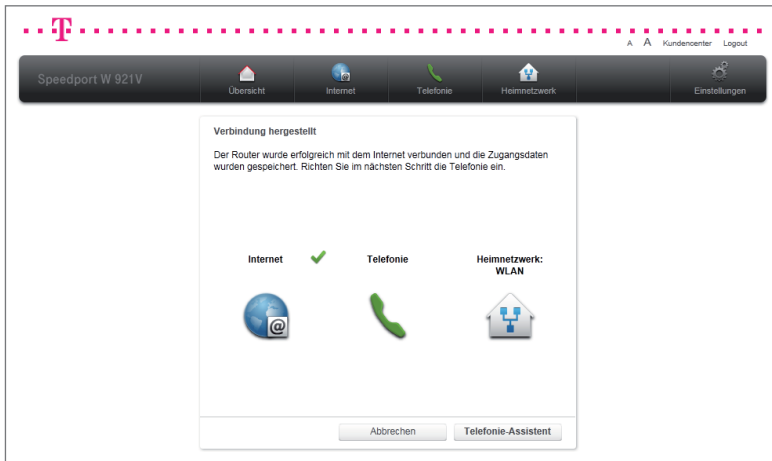 T
A A Kundencenter Logout
Speedport W 921V
Übersicht Internet Telefonie Heimnetzwerk Einstellungen
Verbindung hergestellt
Der Router wurde erfolgreich mit dem Internet verbunden und die Zugangsdaten
wurden gespeichert. Richten Sie im nächsten Schritt die Telefonie ein.
Internet Telefonie Heimnetzwerk:
WLAN
@
Abbrechen Telefonie-Assistent